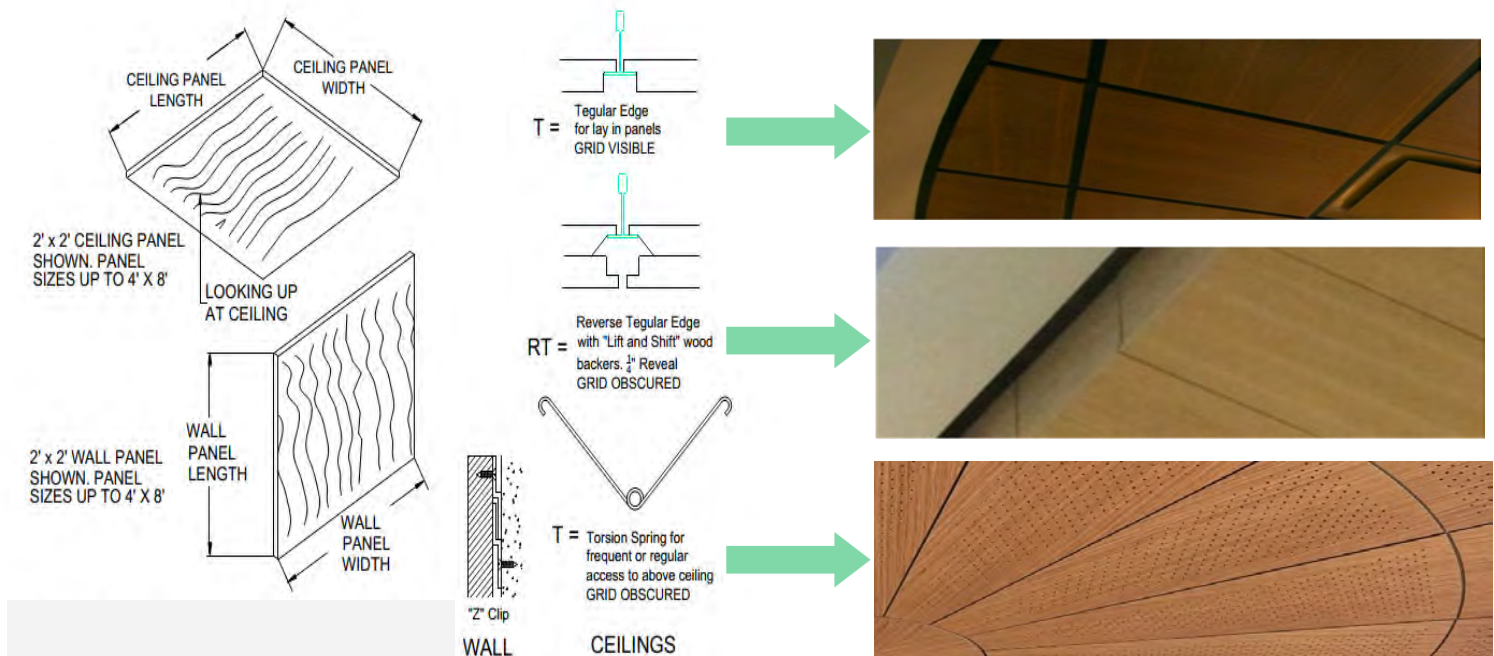 CEILING PANEL
LENGTH
CEILING PANEL
WIDTH
2' x 2' CEILING PANEL
SHOWN. PANEL
SIZES UP TO 4' X 8'
LOOKING UP
AT CEILING
WALL
PANEL
LENGTH
2' x 2' WALL PANEL
SHOWN. PANEL
SIZES UP TO 4' X 8'
WALL
PANEL
WIDTH
T = Tegular Edge
for lay in panels
GRID VISIBLE
RT = Reverse Tegular Edge
with "Lift and Shift" wood
backers. 1/4" Reveal
GRID OBSCURED
T = Torsion Spring for
frequent or regular
access to above ceiling
GRID OBSCURED
"Z" Clip
WALL
CEILINGS